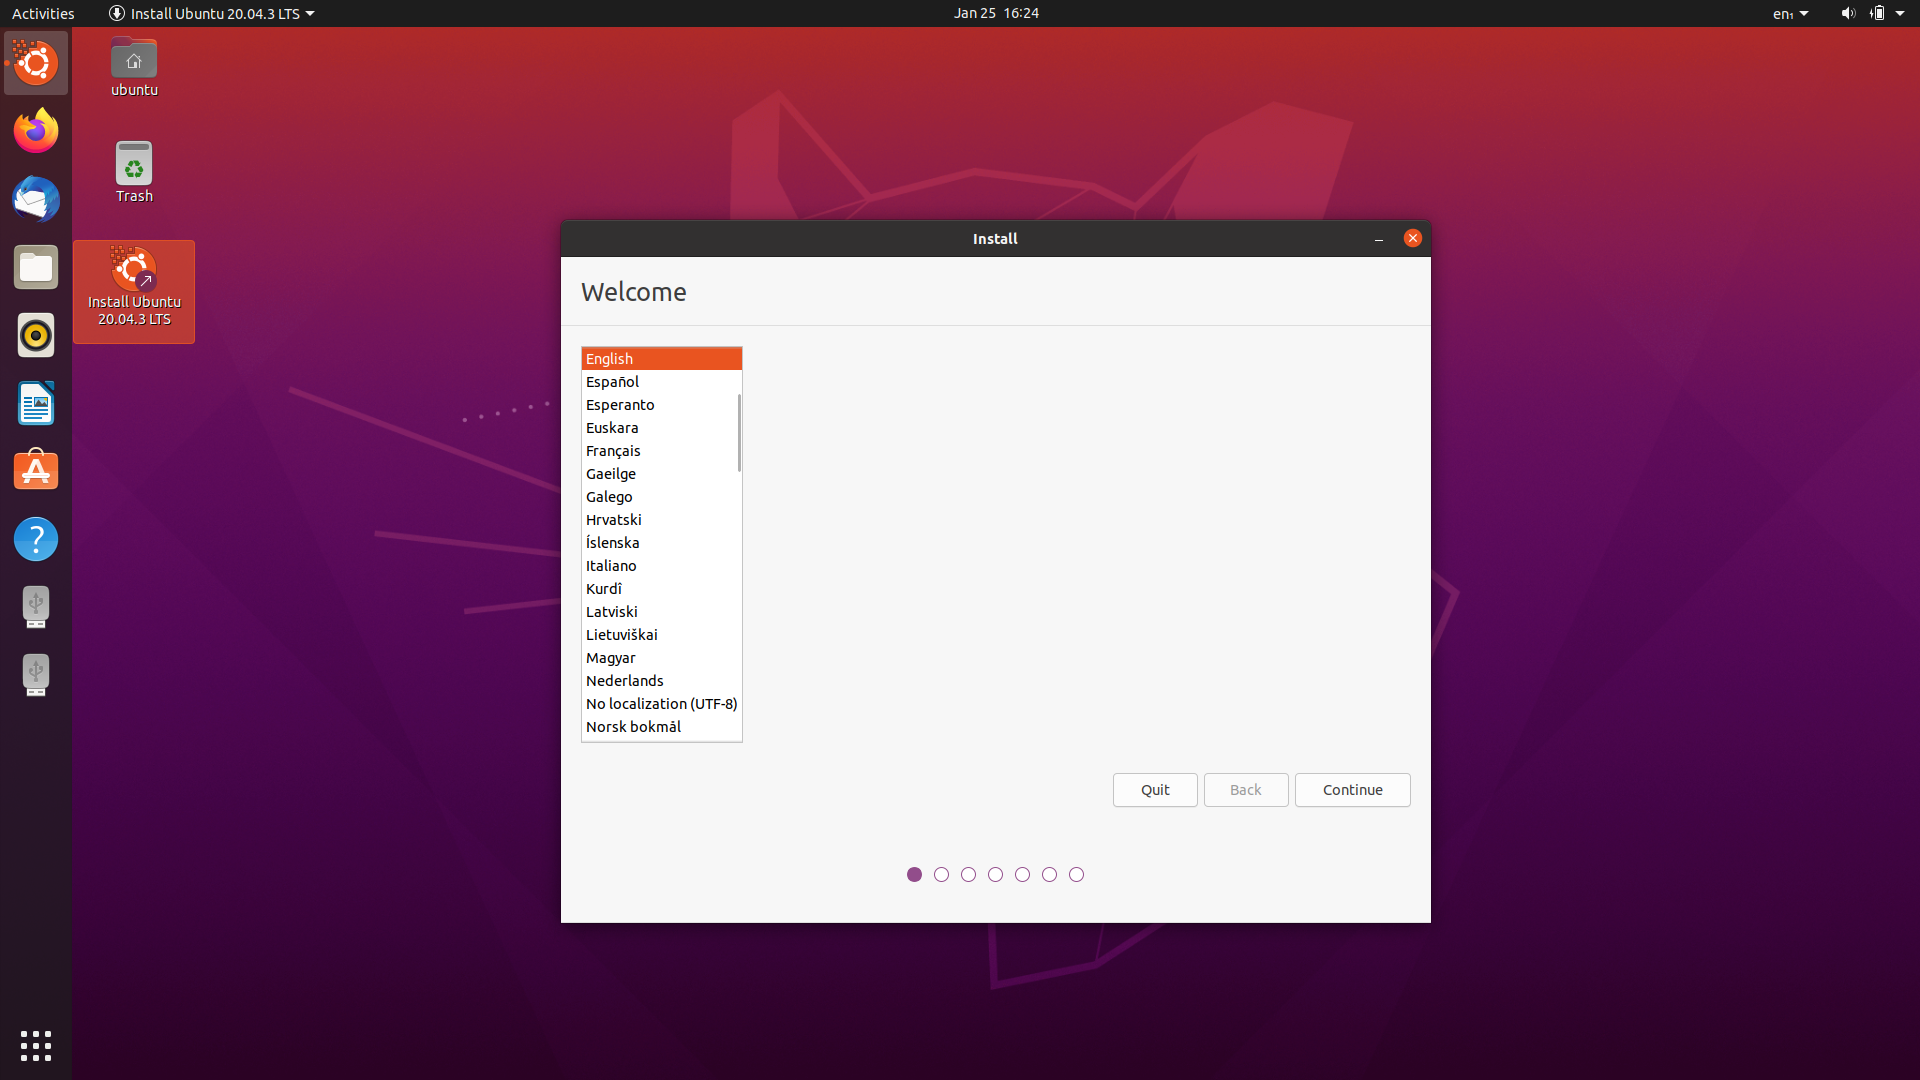 Activities
Install Ubuntu 20.04.3 LTS
Jan 25 16:24
en₁
ubuntu
Trash
Install Ubuntu
20.04.3 LTS
Install
Welcome
English
Español
Esperanto
Euskara
Français
Gaeilge
Galego
Hrvatski
Íslenska
Italiano
Kurdî
Latviski
Lietuviškai
Magyar
Nederlands
No localization (UTF-8)
Norsk bokmål
Quit
Back
Continue